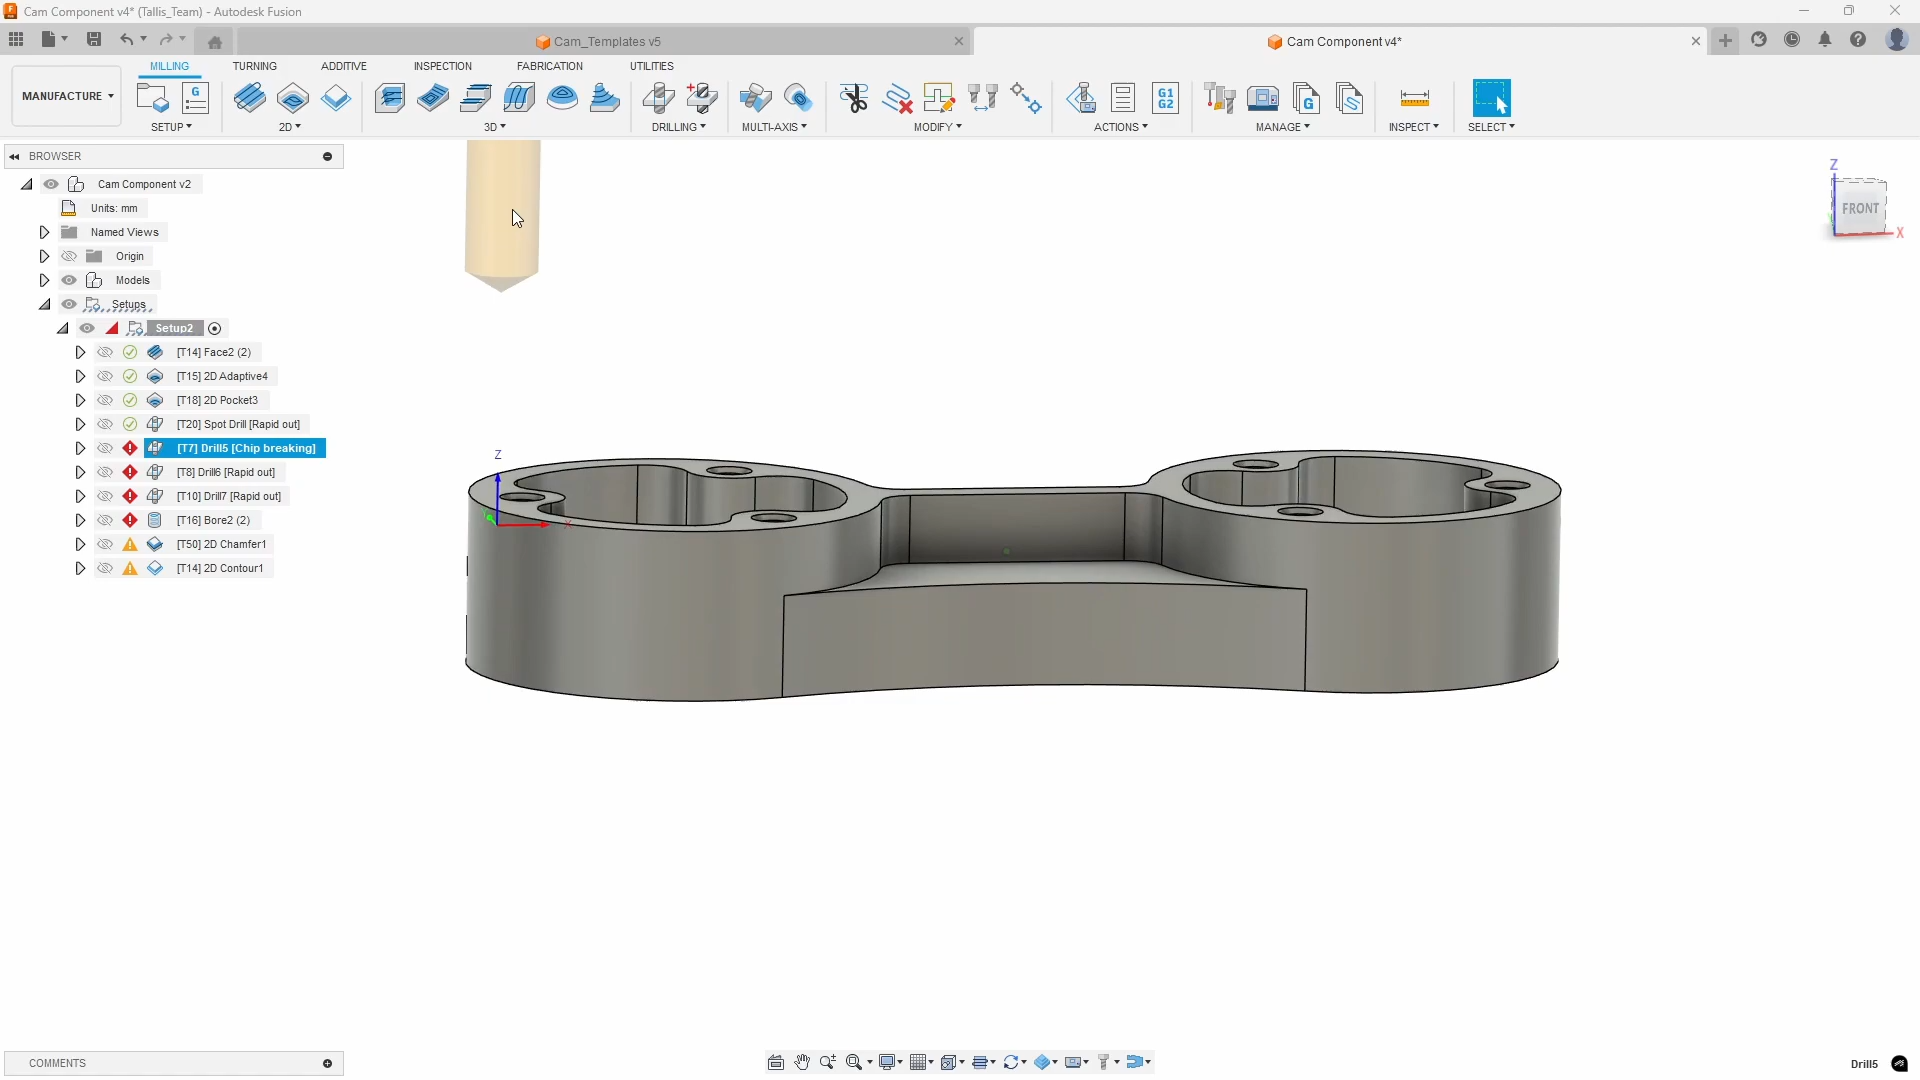 Cam Component v4* (Tallis_Team) - Autodesk Fusion
Cam_Templates v5
Cam Component v4*
MILLING TURNING ADDITIVE INSPECTION FABRICATION UTILITIES
MANUFACTURE
SETUP 2D 3D DRILLING MULTI-AXIS MODIFY ACTIONS MANAGE INSPECT SELECT
G
G1
G2
G
BROWSER
Cam Component v2
Units: mm
Named Views
Origin
Models
Setups
Setup2
[T14] Face2 (2)
[T15] 2D Adaptive4
[T18] 2D Pocket3
[T20] Spot Drill [Rapid out]
[T7] Drill5 [Chip breaking]
[T8] Drill6 [Rapid out]
[T10] Drill7 [Rapid out]
[T16] Bore2 (2)
[T50] 2D Chamfer1
[T14] 2D Contour1
Z
FRONT
X
Z
X
COMMENTS
Drill5